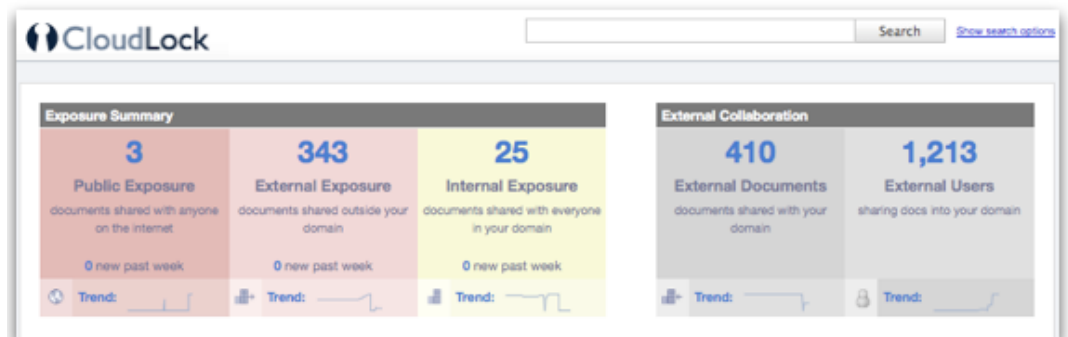 CloudLock
Search
Show search options
Exposure Summary
3
Public Exposure
documents shared with anyone
on the internet
0 new past week
Trend:
343
External Exposure
documents shared outside your
domain
0 new past week
Trend:
25
Internal Exposure
documents shared with everyone
in your domain
0 new past week
Trend:
External Collaboration
410
External Documents
documents shared with your
domain
Trend:
1,213
External Users
sharing docs into your domain
Trend: